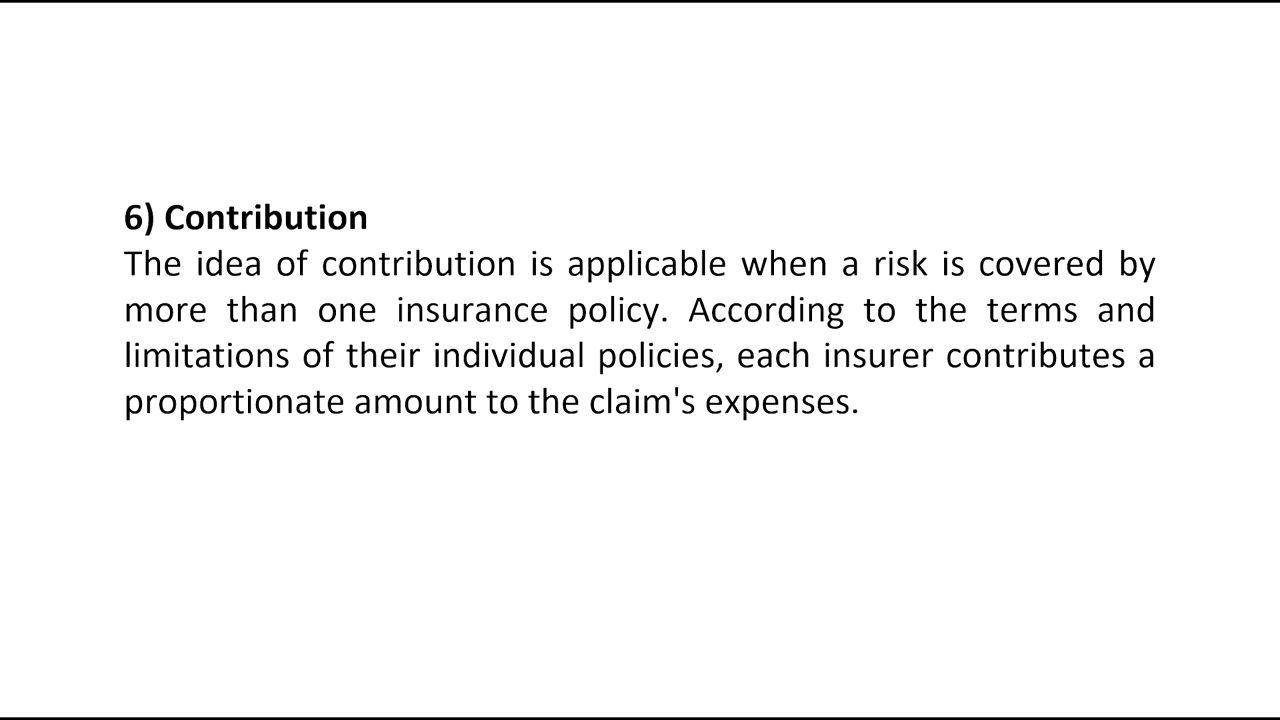 6) Contribution
The idea of contribution is applicable when a risk is covered by
more than one insurance policy. According to the terms and
limitations of their individual policies, each insurer contributes a
proportionate amount to the claim's expenses.